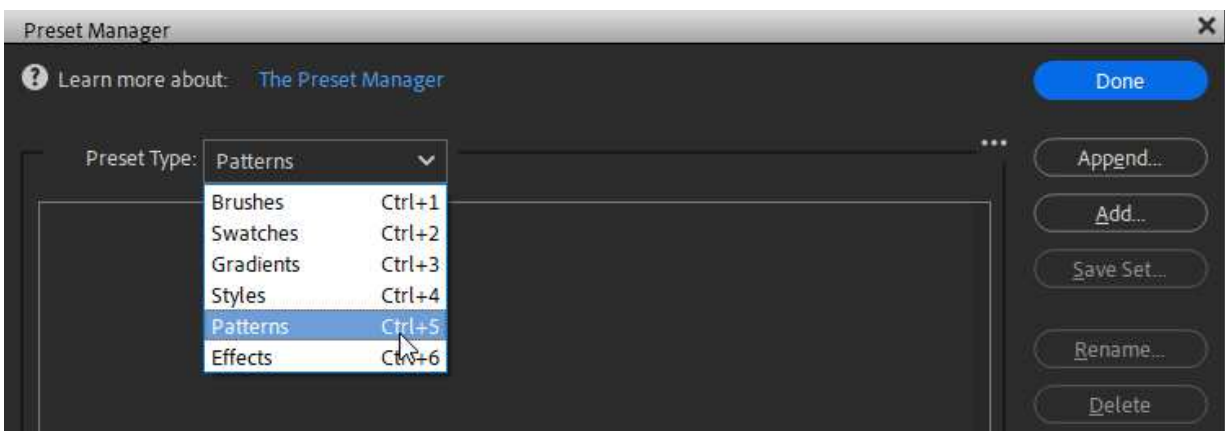 Preset Manager
? Learn more about: The Preset Manager
Done
Preset Type: Patterns
Append...
Brushes Ctrl+1
Swatches Ctrl+2
Gradients Ctrl+3
Styles Ctrl+4
Patterns Ctrl+5
Effects Ctrl+6
Add...
Save Set...
Rename...
Delete